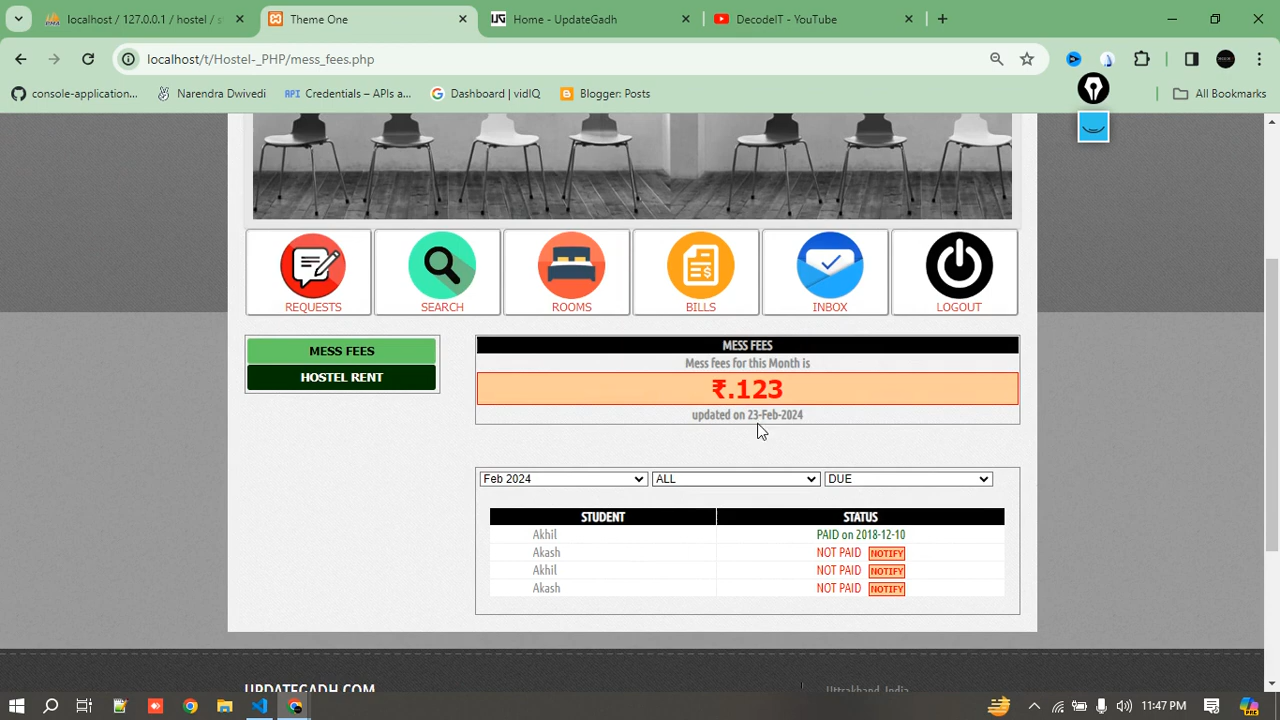 localhost / 127.0.0.1 / hostel / s
Theme One
Home - UpdateGadh
DecodeIT - YouTube
localhost/t/Hostel-_PHP/mess_fees.php
console-application...
Narendra Dwivedi
API Credentials – APIs a...
Dashboard | vidIQ
Blogger: Posts
All Bookmarks
REQUESTS
SEARCH
ROOMS
BILLS
INBOX
LOGOUT
MESS FEES
HOSTEL RENT
MESS FEES
Mess fees for this Month is
₹.123
updated on 23-Feb-2024
Feb 2024
ALL
DUE
STUDENT STATUS
Akhil PAID on 2018-12-10
Akash NOT PAID NOTIFY
Akhil NOT PAID NOTIFY
Akash NOT PAID NOTIFY
UPDATEGADH.COM
Uttrakhand, India
11:47 PM